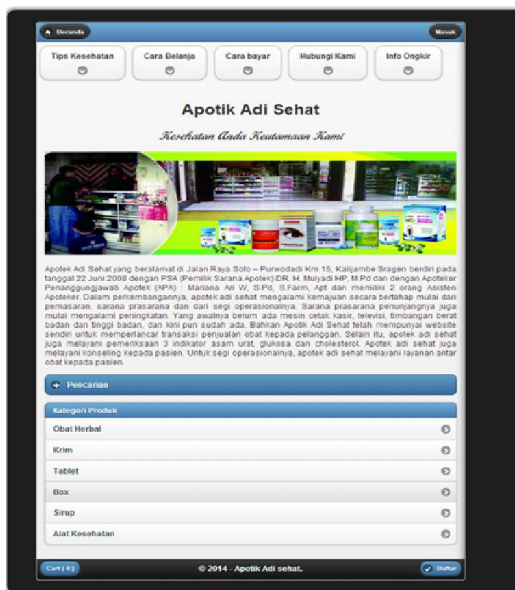 Beranda
Masuk
Tips Kesehatan
Cara Belanja
Cara bayar
Hubungi Kami
Info Ongkir
Apotik Adi Sehat
Kesehatan Anda Keutamaan Kami
Apotek Adi Sehat yang beralamat di Jalan Raya Solo – Purwodadi Km 15, Kalijambe Sragen berdiri pada
tanggal 22 Juni 2008 dengan PSA (Pemilik Sarana Apotek) DR. H. Mulyadi HP, M.Pd dan dengan Apoteker
Penanggungjawab Apotek (APA) : Mariana Ari W, S.Pd, S.Farm, Apt dan memiliki 2 orang Asisten
Apoteker. Dalam perkembangannya, apotek adi sehat mengalami kemajuan secara bertahap mulai dari
pemasaran, sarana prasarana dan dari segi operasionalnya. Sarana prasarana penunjangnya juga
mulai mengalami peningkatan. Yang awalnya belum ada mesin cetak kasir, televisi, timbangan berat
badan dan tinggi badan, dan kini pun sudah ada. Bahkan Apotik Adi Sehat telah mempunyai website
sendiri untuk memperlancar transaksi penjualan obat kepada pelanggan. Selain itu, apotek adi sehat
juga melayani pemeriksaan 3 indikator asam urat, glukosa dan cholesterol. Apotek adi sehat juga
melayani konseling kepada pasien. Untuk segi operasionalnya, apotek adi sehat melayani layanan antar
obat kepada pasien.
Pencarian
Kategori Produk
Obat Herbal
Krim
Tablet
Box
Sirup
Alat Kesehatan
Cart ( 0 )
© 2014 - Apotik Adi sehat.
Daftar